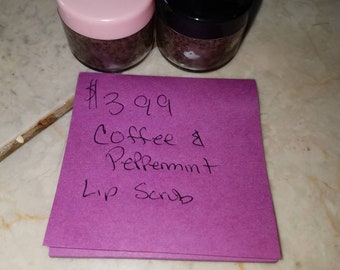 $3 99
Coffee &
Peppermint
Lip Scrub